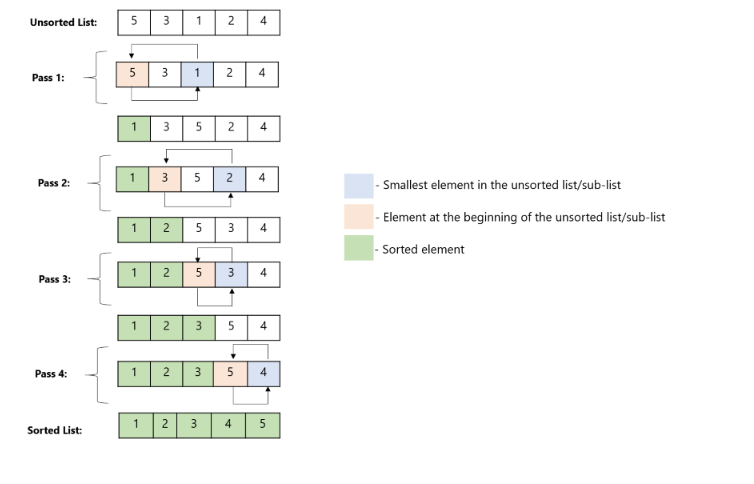 Unsorted List: 5 3 1 2 4
Pass 1: 5 3 1 2 4
1 3 5 2 4
Pass 2: 1 3 5 2 4
1 2 5 3 4
Pass 3: 1 2 5 3 4
1 2 3 5 4
Pass 4: 1 2 3 5 4
Sorted List: 1 2 3 4 5
- Smallest element in the unsorted list/sub-list
- Element at the beginning of the unsorted list/sub-list
- Sorted element